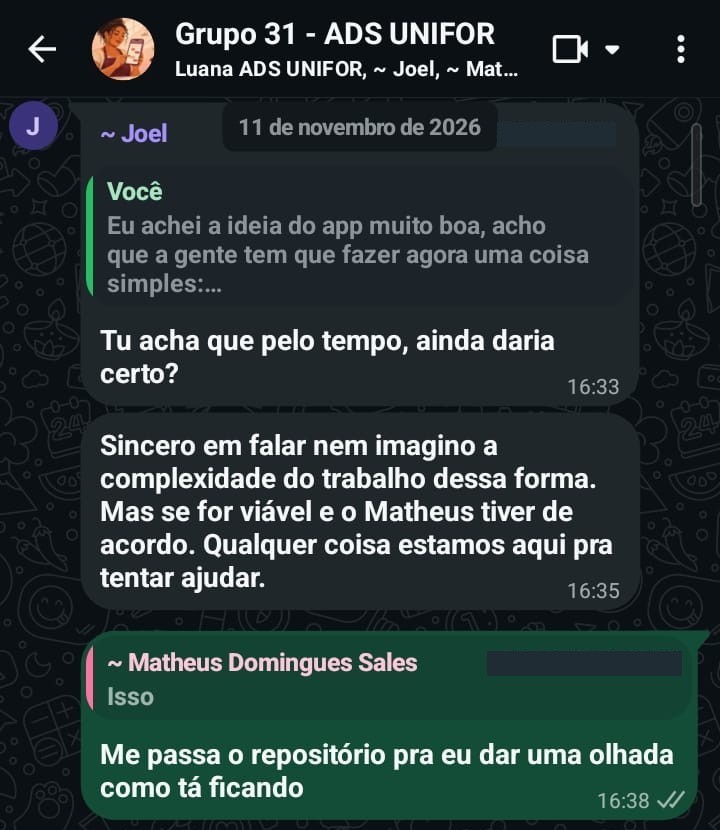 Grupo 31 - ADS UNIFOR
Luana ADS UNIFOR, ~ Joel, ~ Mat...
11 de novembro de 2026
J
~ Joel
Você
Eu achei a ideia do app muito boa, acho
que a gente tem que fazer agora uma coisa
simples:...
Tu acha que pelo tempo, ainda daria
certo?
16:33
Sincero em falar nem imagino a
complexidade do trabalho dessa forma.
Mas se for viável e o Matheus tiver de
acordo. Qualquer coisa estamos aqui pra
tentar ajudar.
16:35
~ Matheus Domingues Sales
Isso
Me passa o repositório pra eu dar uma olhada
como tá ficando
16:38